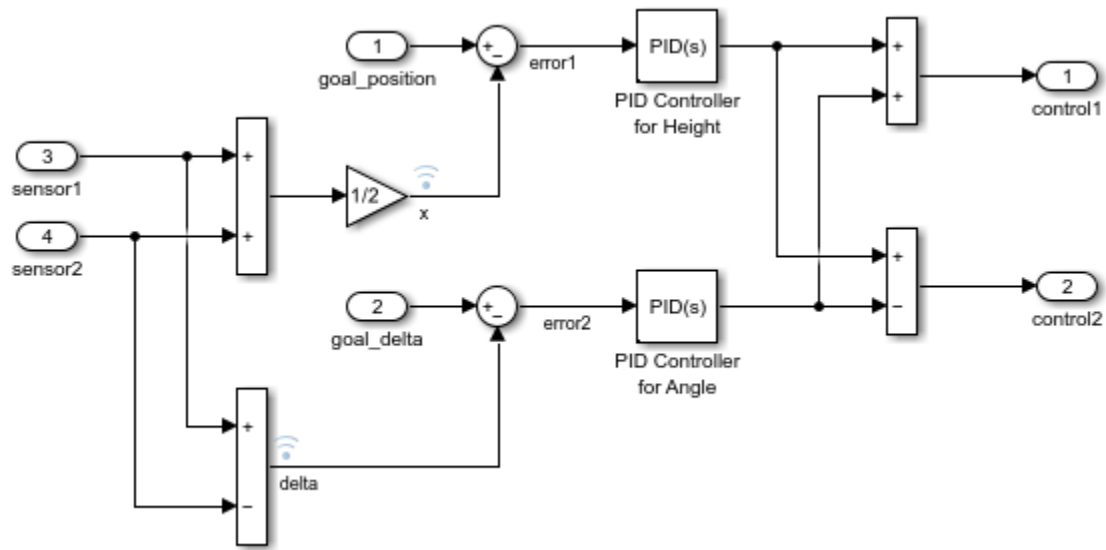 1
goal_position
+
−
error1
PID(s)
PID Controller
for Height
+
+
1
control1
3
sensor1
4
sensor2
+
+
1/2
x
2
goal_delta
+
−
error2
PID(s)
PID Controller
for Angle
+
−
2
control2
+
−
delta